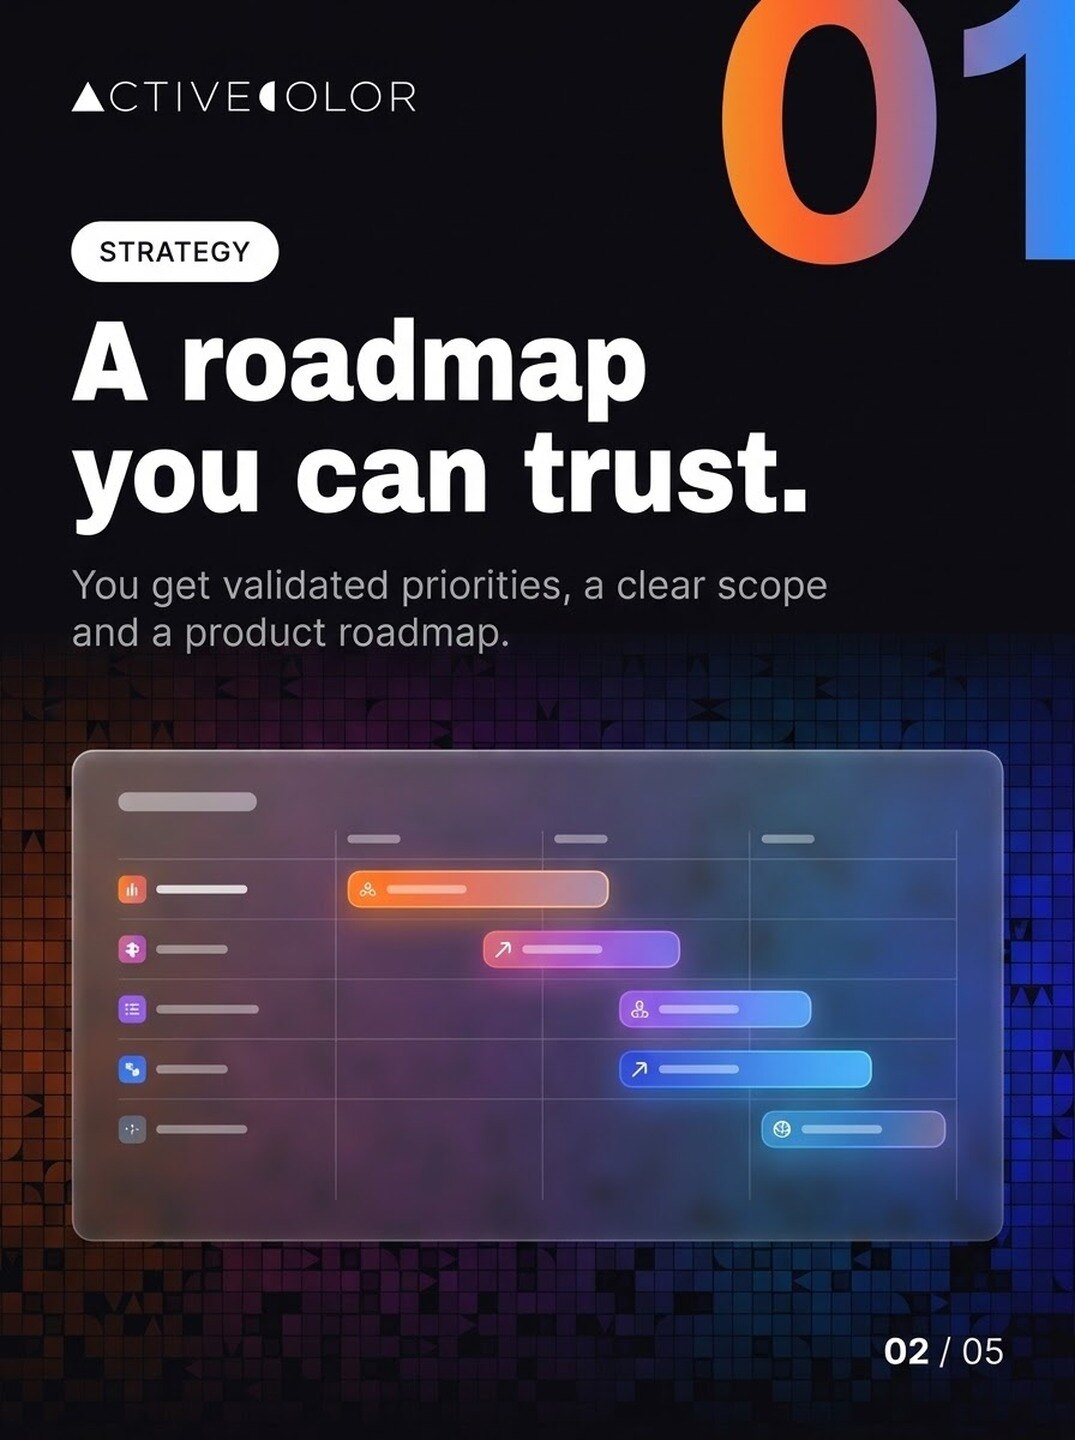 ACTIVECOLOR
01
STRATEGY
A roadmap
you can trust.
You get validated priorities, a clear scope
and a product roadmap.
02 / 05